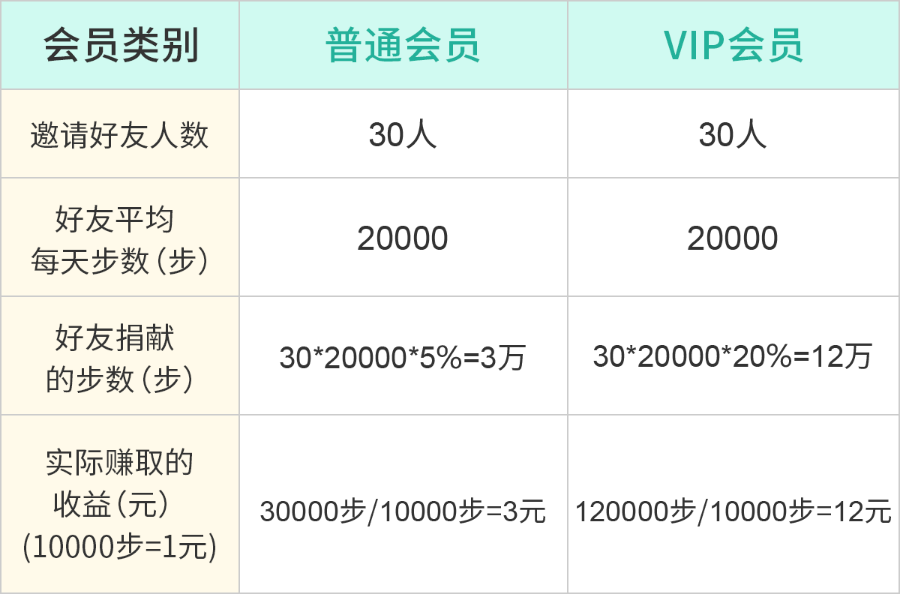 会员类别 普通会员 VIP会员
邀请好友人数 30人 30人
好友平均
每天步数(步) 20000 20000
好友捐献
的步数(步) 30*20000*5%=3万 30*20000*20%=12万
实际赚取的
收益(元)
(10000步=1元) 30000步/10000步=3元 120000步/10000步=12元